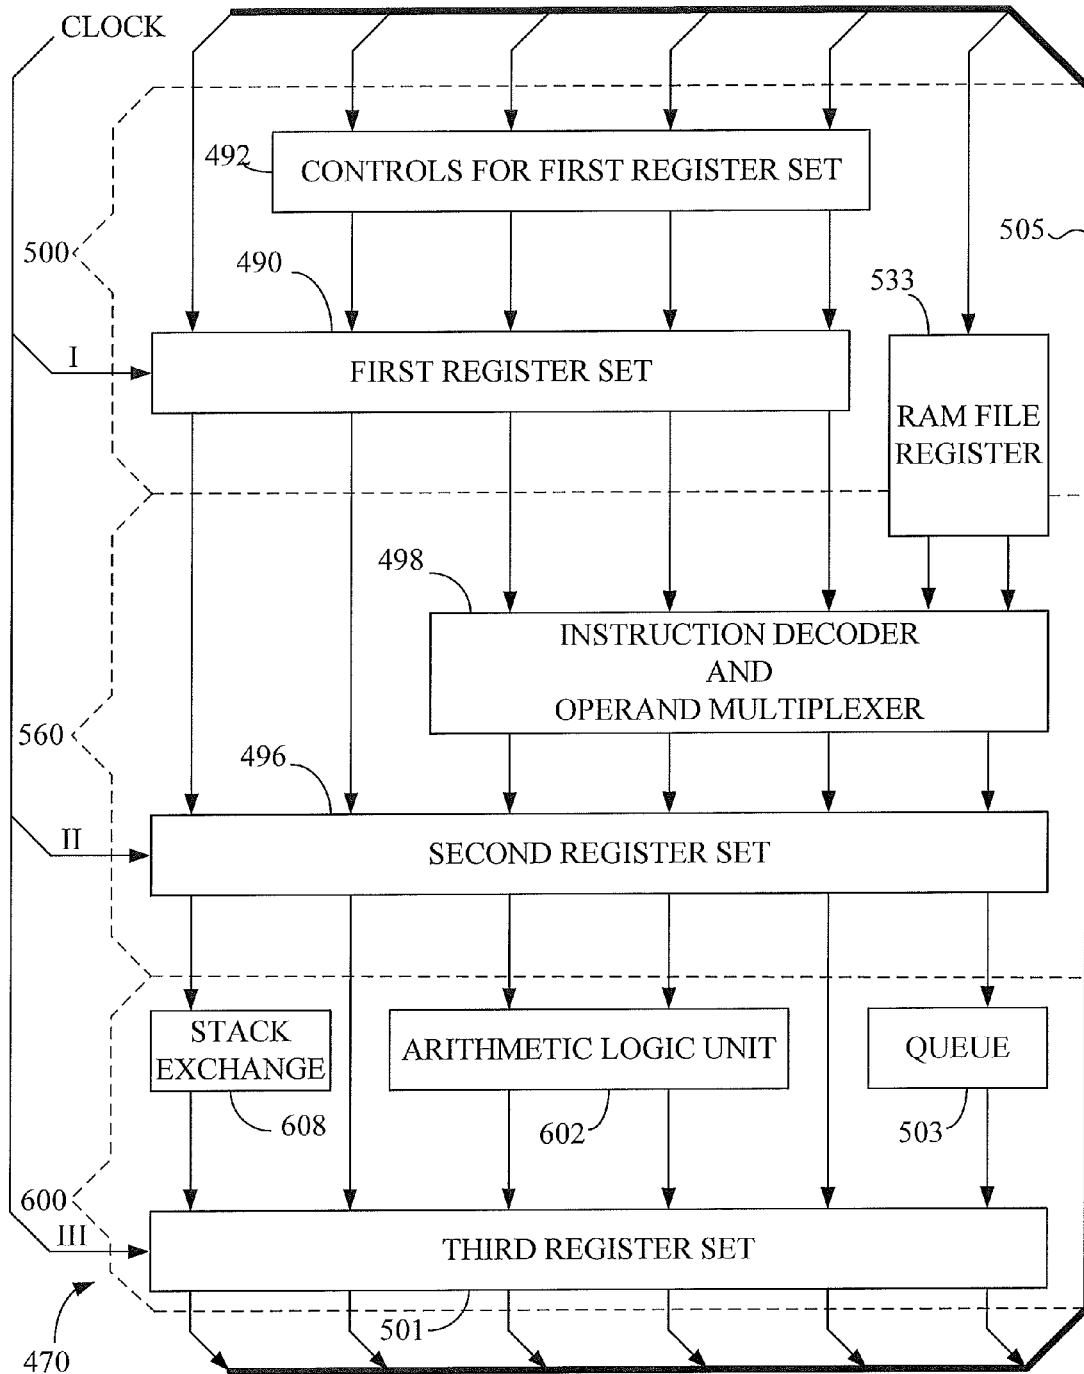 CLOCK
492
CONTROLS FOR FIRST REGISTER SET
505
500
490
533
I
FIRST REGISTER SET
RAM FILE
REGISTER
498
INSTRUCTION DECODER
AND
OPERAND MULTIPLEXER
560
496
II
SECOND REGISTER SET
STACK
EXCHANGE
ARITHMETIC LOGIC UNIT
QUEUE
608
602
503
600
III
THIRD REGISTER SET
501
470